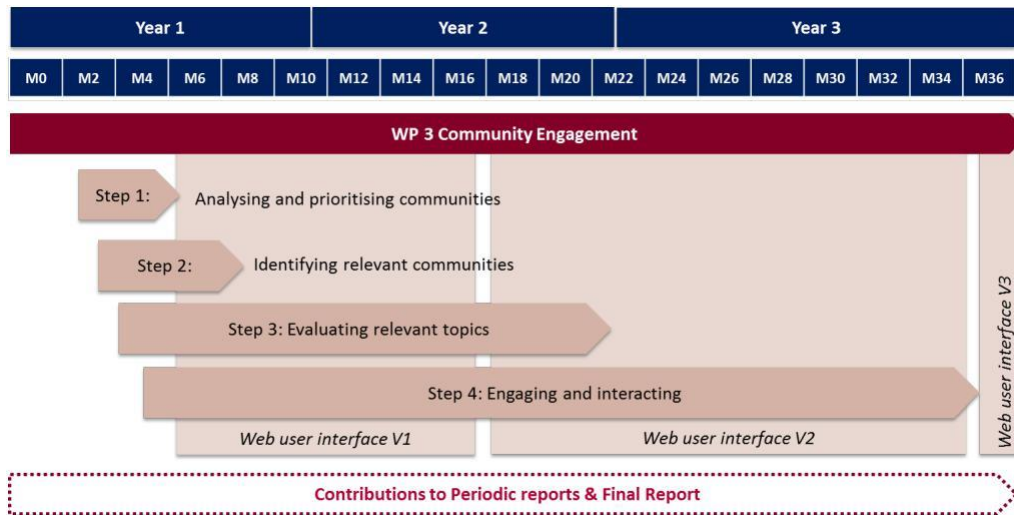 Year 1 Year 2 Year 3
M0 M2 M4 M6 M8 M10 M12 M14 M16 M18 M20 M22 M24 M26 M28 M30 M32 M34 M36
WP 3 Community Engagement
Step 1: Analysing and prioritising communities
Step 2: Identifying relevant communities
Step 3: Evaluating relevant topics
Step 4: Engaging and interacting
Web user interface V1
Web user interface V2
Web user interface V3
Contributions to Periodic reports & Final Report